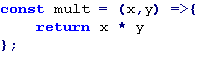 const mult = (x,y) =>{
    return x * y
};